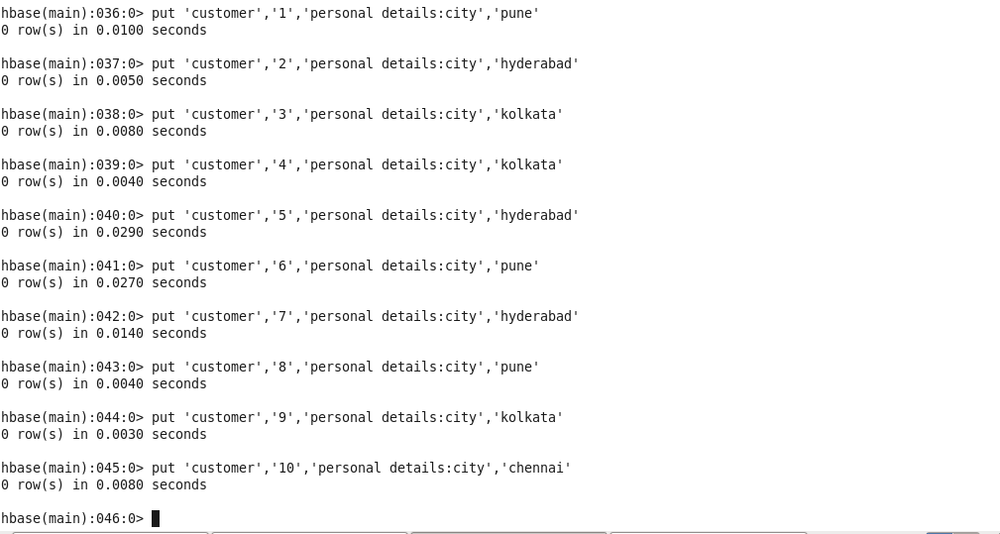 hbase(main):036:0> put 'customer','1','personal details:city','pune'
0 row(s) in 0.0100 seconds
hbase(main):037:0> put 'customer','2','personal details:city','hyderabad'
0 row(s) in 0.0050 seconds
hbase(main):038:0> put 'customer','3','personal details:city','kolkata'
0 row(s) in 0.0080 seconds
hbase(main):039:0> put 'customer','4','personal details:city','kolkata'
0 row(s) in 0.0040 seconds
hbase(main):040:0> put 'customer','5','personal details:city','hyderabad'
0 row(s) in 0.0290 seconds
hbase(main):041:0> put 'customer','6','personal details:city','pune'
0 row(s) in 0.0270 seconds
hbase(main):042:0> put 'customer','7','personal details:city','hyderabad'
0 row(s) in 0.0140 seconds
hbase(main):043:0> put 'customer','8','personal details:city','pune'
0 row(s) in 0.0040 seconds
hbase(main):044:0> put 'customer','9','personal details:city','kolkata'
0 row(s) in 0.0030 seconds
hbase(main):045:0> put 'customer','10','personal details:city','chennai'
0 row(s) in 0.0080 seconds
hbase(main):046:0>